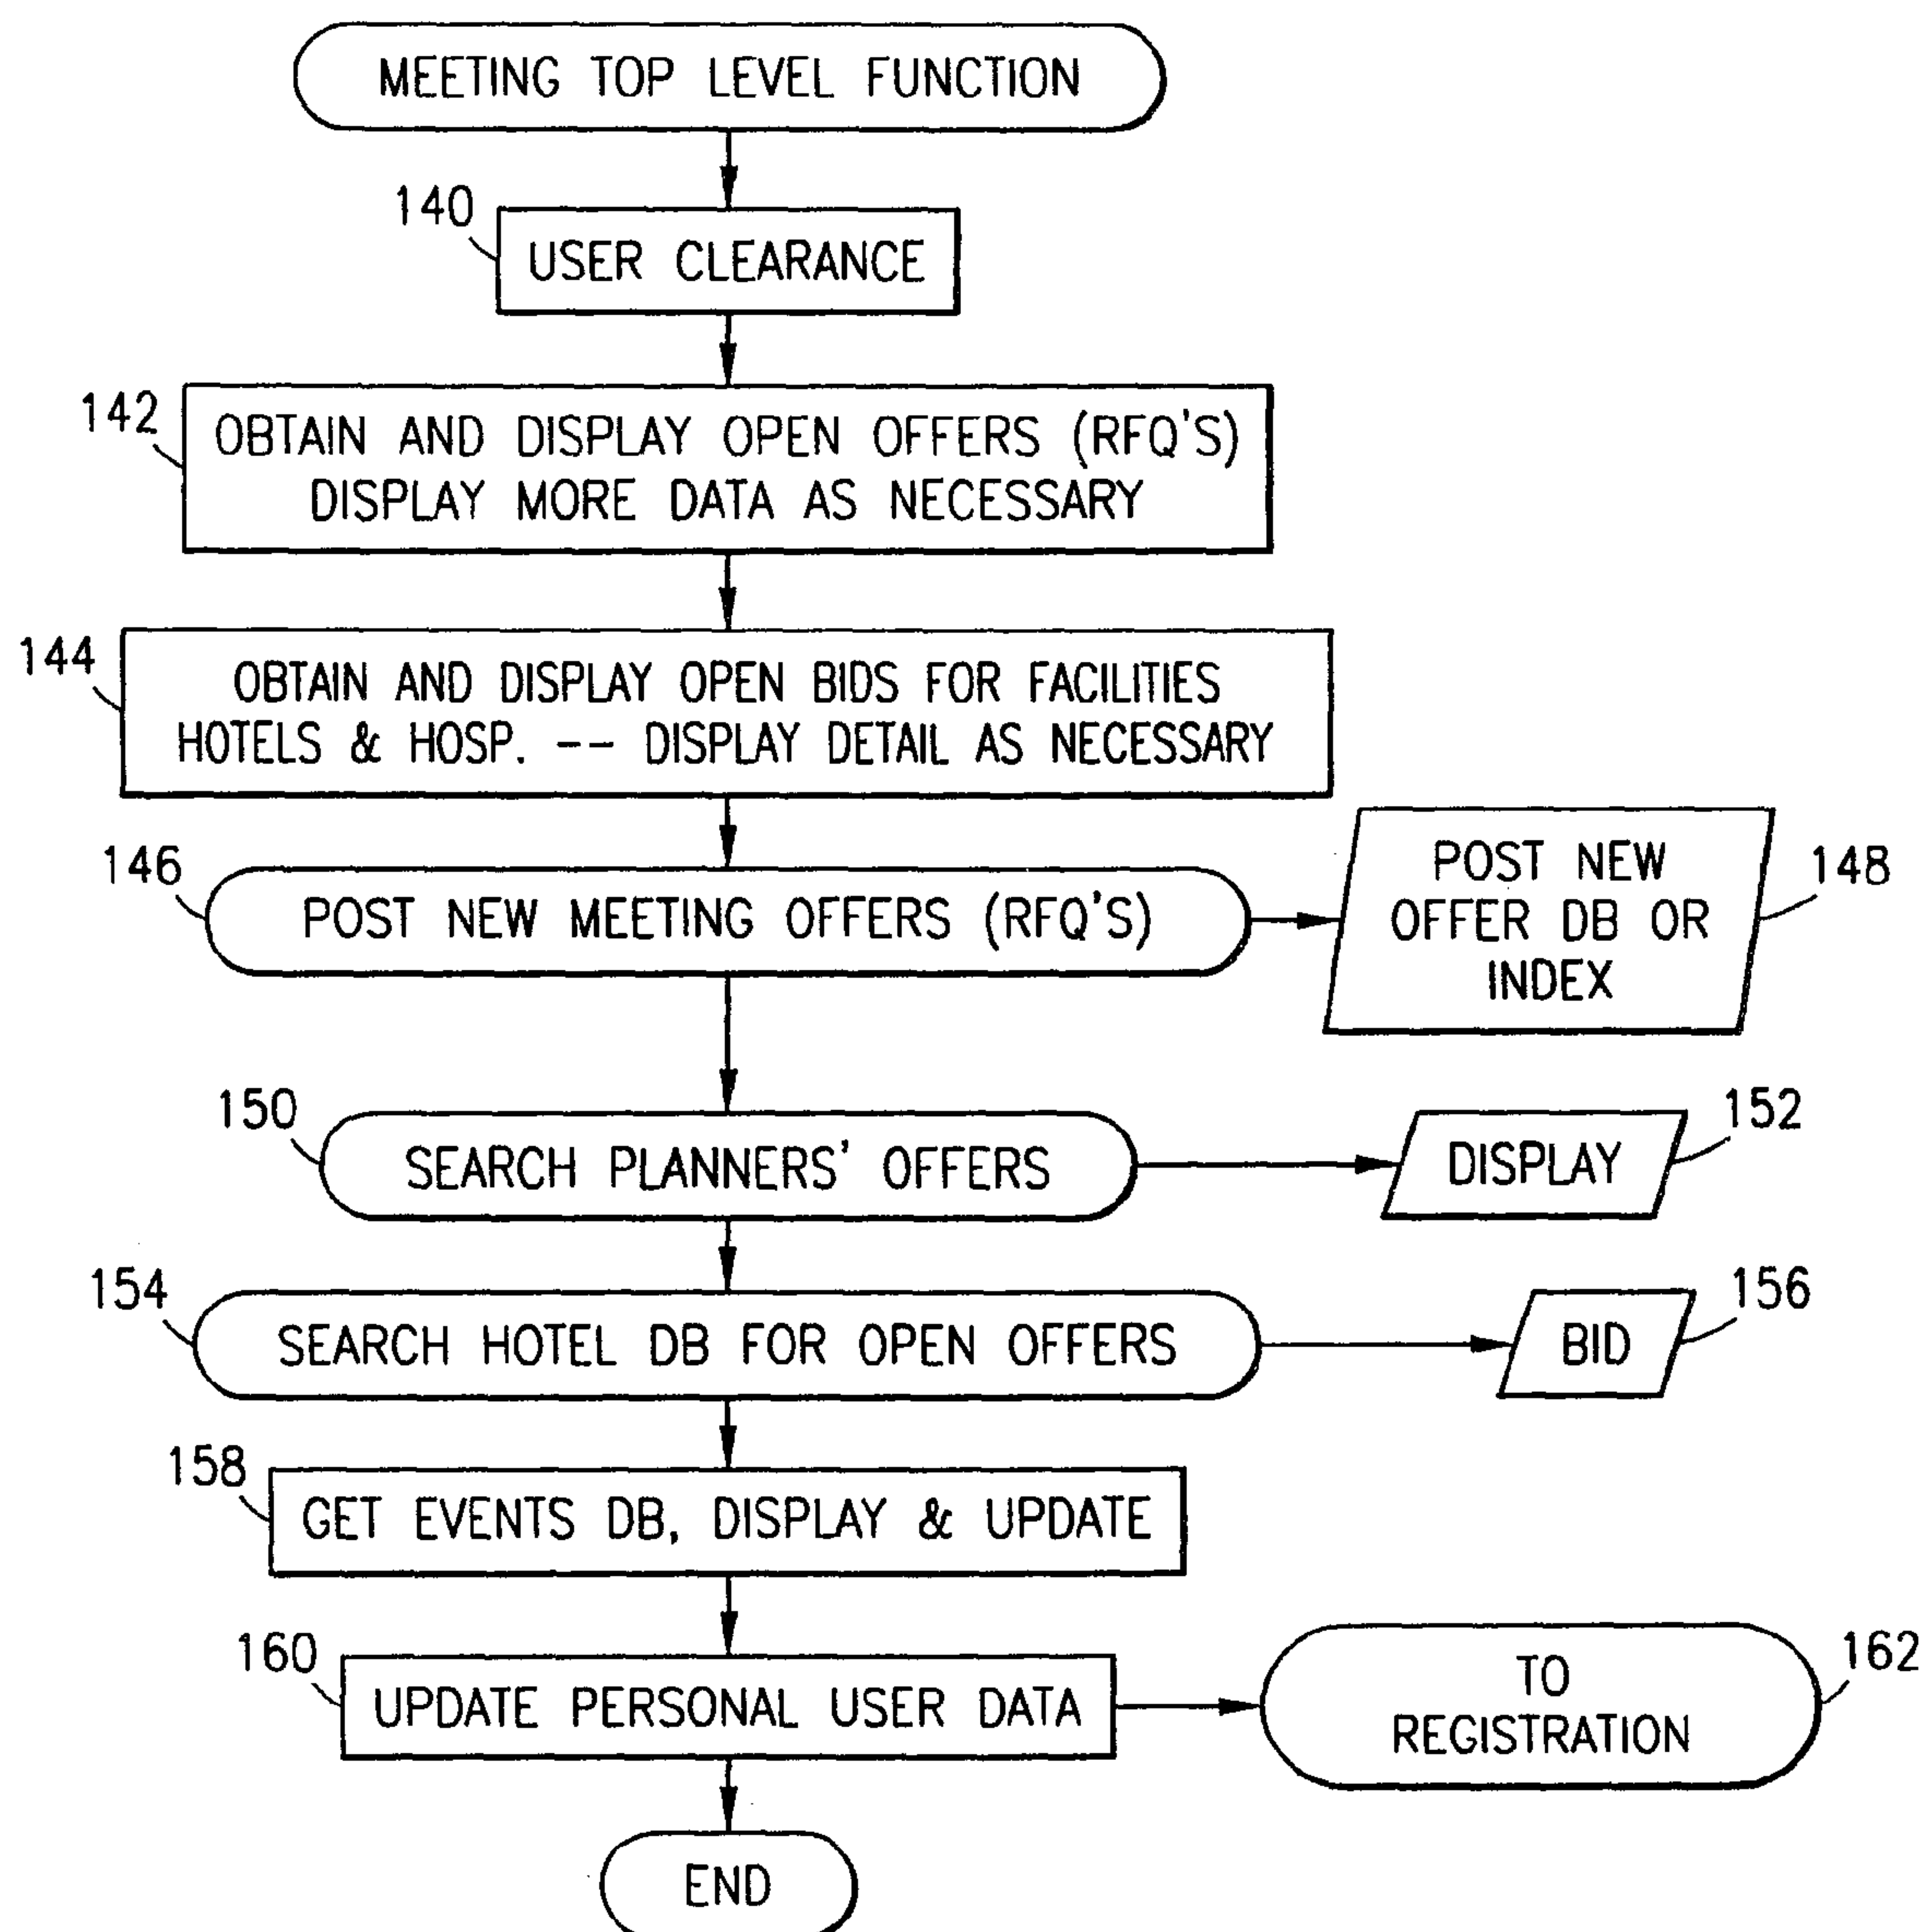 MEETING TOP LEVEL FUNCTION
140
USER CLEARANCE
142
OBTAIN AND DISPLAY OPEN OFFERS (RFQ'S)
DISPLAY MORE DATA AS NECESSARY
144
OBTAIN AND DISPLAY OPEN BIDS FOR FACILITIES
HOTELS & HOSP. -- DISPLAY DETAIL AS NECESSARY
146
POST NEW MEETING OFFERS (RFQ'S)
POST NEW
OFFER DB OR
INDEX
148
150
SEARCH PLANNERS' OFFERS
DISPLAY
152
154
SEARCH HOTEL DB FOR OPEN OFFERS
BID
156
158
GET EVENTS DB, DISPLAY & UPDATE
160
UPDATE PERSONAL USER DATA
TO
REGISTRATION
162
END